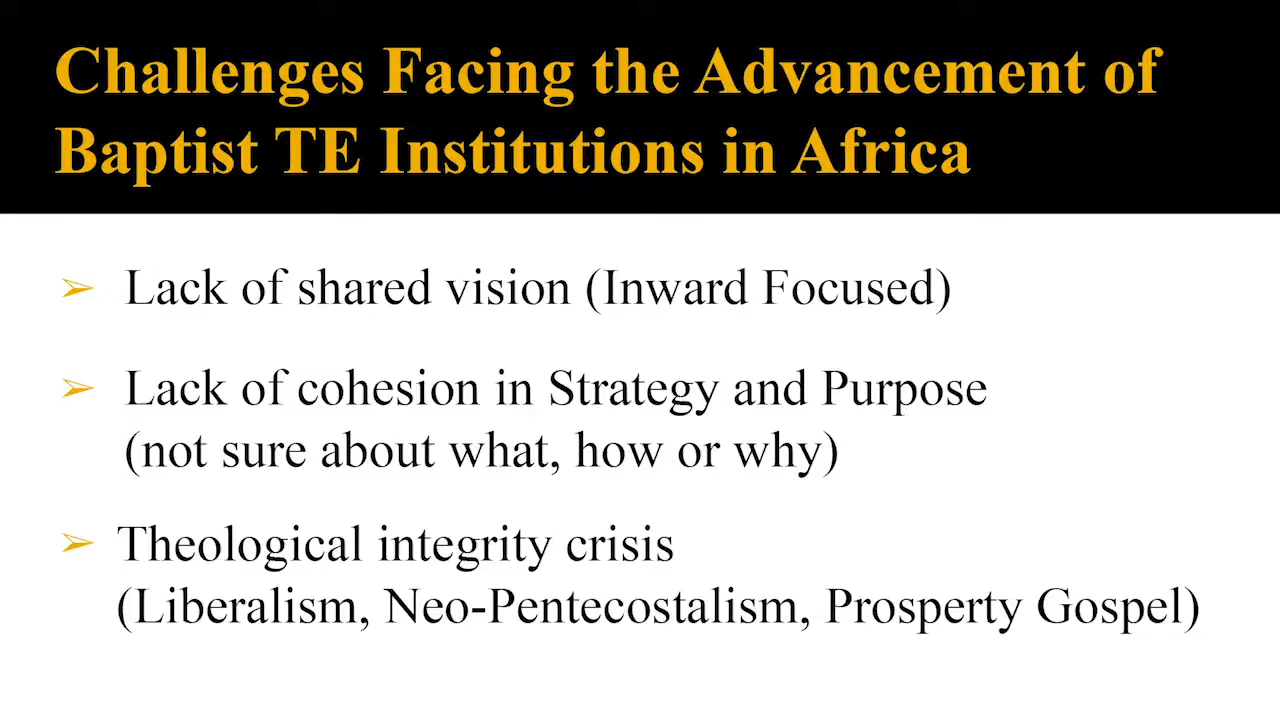 Challenges Facing the Advancement of
Baptist TE Institutions in Africa
➢ Lack of shared vision (Inward Focused)
➢ Lack of cohesion in Strategy and Purpose
(not sure about what, how or why)
➢ Theological integrity crisis
(Liberalism, Neo-Pentecostalism, Prosperity Gospel)